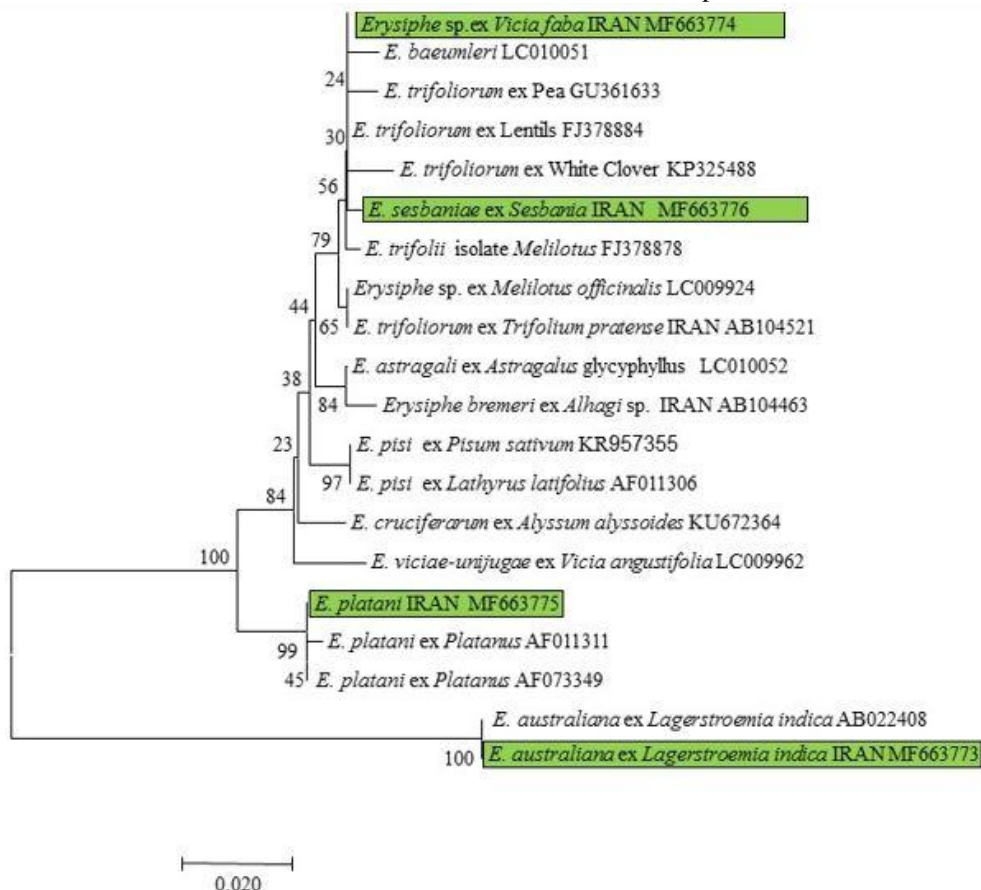 Erysiphe sp.ex Vicia faba IRAN MF663774
E. baeumleri LC010051
24
E. trifoliorum ex Pea GU361633
30
E. trifoliorum ex Lentils FJ378884
E. trifoliorum ex White Clover KP325488
56
E. sesbaniae ex Sesbania IRAN MF663776
79
E. trifolii isolate Melilotus FJ378878
Erysiphe sp. ex Melilotus officinalis LC009924
44
65
E. trifoliorum ex Trifolium pratense IRAN AB104521
E. astragali ex Astragalus glycyphyllus LC010052
38
84
Erysiphe bremeri ex Alhagi sp. IRAN AB104463
23
E. pisi ex Pisum sativum KR957355
97
E. pisi ex Lathyrus latifolius AF011306
84
E. cruciferarum ex Alyssum alyssoides KU672364
100
E. viciae-unijugae ex Vicia angustifolia LC009962
E. platani IRAN MF663775
E. platani ex Platanus AF011311
99
45
E. platani ex Platanus AF073349
E. australiana ex Lagerstroemia indica AB022408
100
E. australiana ex Lagerstroemia indica IRAN MF663773
0.020